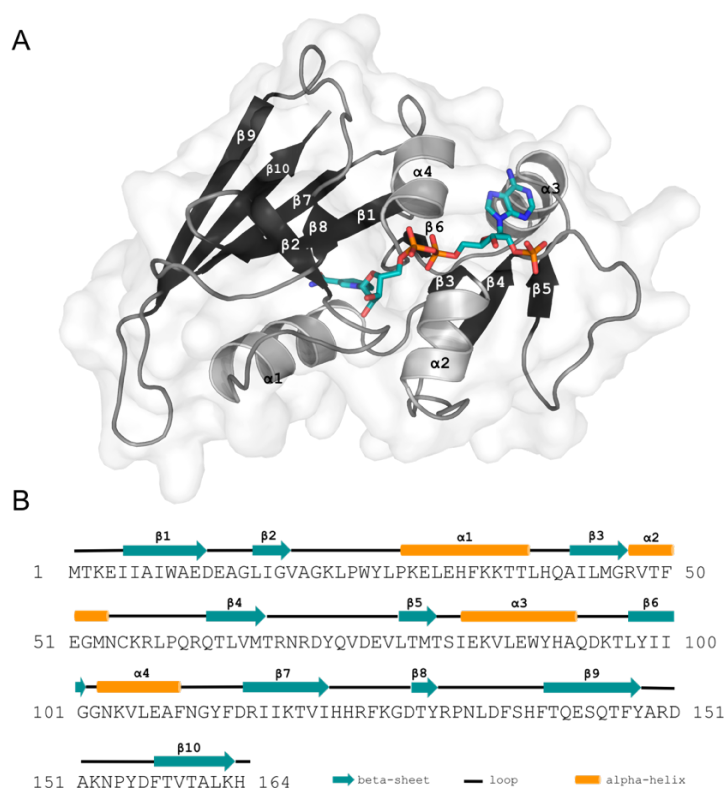 A
β9
β10
β7
α4
α3
β1
β8
β2
β6
β3
β4
β5
α2
α1
B
β1 β2 α1 β3 α2
1 MTKEIIAIWAEDEAGLIGVAGKLPWYLPKELEHFKKTTLHQAILMGRVTF 50
β4 β5 α3 β6
51 EGMNCKRLPQRQTLVMTRNRDYQVDEVLTMTSIEKVLEWYHAQDKTLYII 100
α4 β7 β8 β9
101 GGNKVLEAFNGYFDRIIKTVIHHRFKGDTYRPNLDFSHFTQESQTFYARD 151
β10
151 AKNPYDFTVTALKH 164
beta-sheet loop alpha-helix